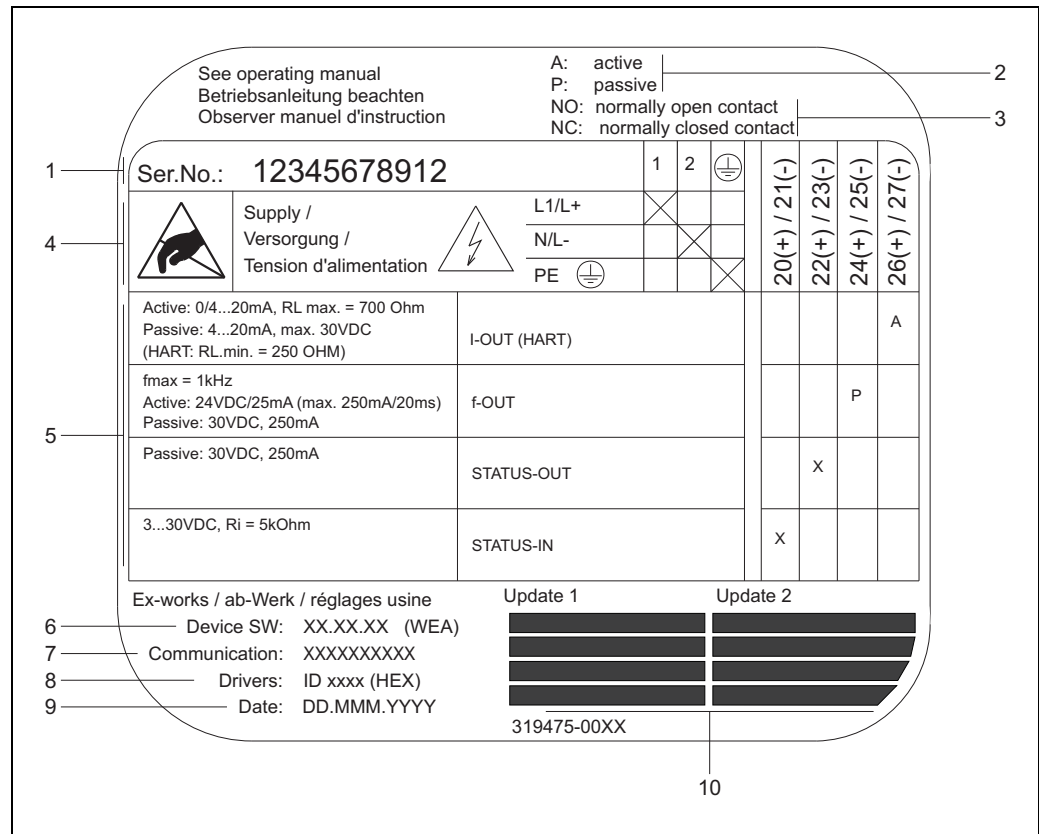 See operating manual
Betriebsanleitung beachten
Observer manuel d'instruction
A: active
P: passive
NO: normally open contact
NC: normally closed contact
2
3
1
Ser.No.: 12345678912
1 2
20(+) / 21(-)
22(+) / 23(-)
24(+) / 25(-)
26(+) / 27(-)
4
Supply /
Versorgung /
Tension d'alimentation
L1/L+
N/L-
PE
5
Active: 0/4...20mA, RL max. = 700 Ohm
Passive: 4...20mA, max. 30VDC
(HART: RL.min. = 250 OHM)
I-OUT (HART)
A
fmax = 1kHz
Active: 24VDC/25mA (max. 250mA/20ms)
Passive: 30VDC, 250mA
f-OUT
P
Passive: 30VDC, 250mA
STATUS-OUT
X
3...30VDC, Ri = 5kOhm
STATUS-IN
X
Ex-works / ab-Werk / réglages usine
Update 1
Update 2
6
Device SW: XX.XX.XX (WEA)
7
Communication: XXXXXXXXXX
8
Drivers: ID xxxx (HEX)
9
Date: DD.MMM.YYYY
319475-00XX
10